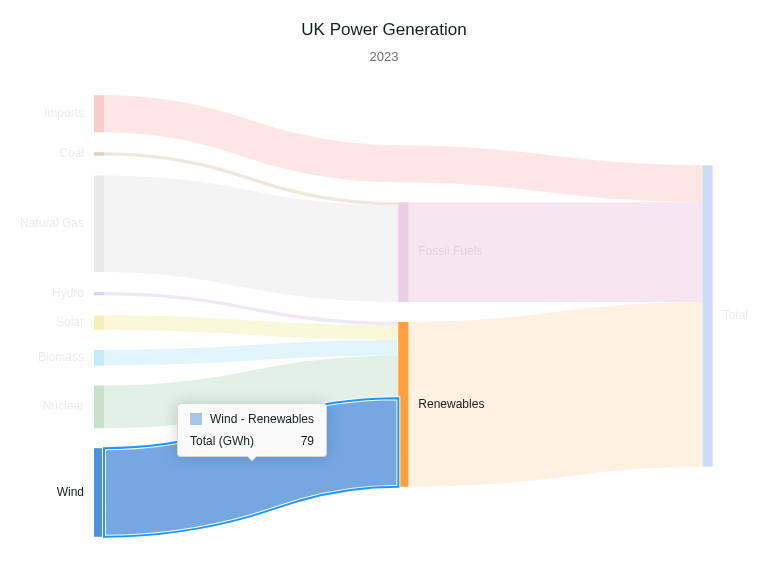 UK Power Generation
2023
Imports
Coal
Natural Gas
Fossil Fuels
Hydro
Total
Solar
Biomass
Nuclear
Renewables
Wind - Renewables
Total (GWh) 79
Wind